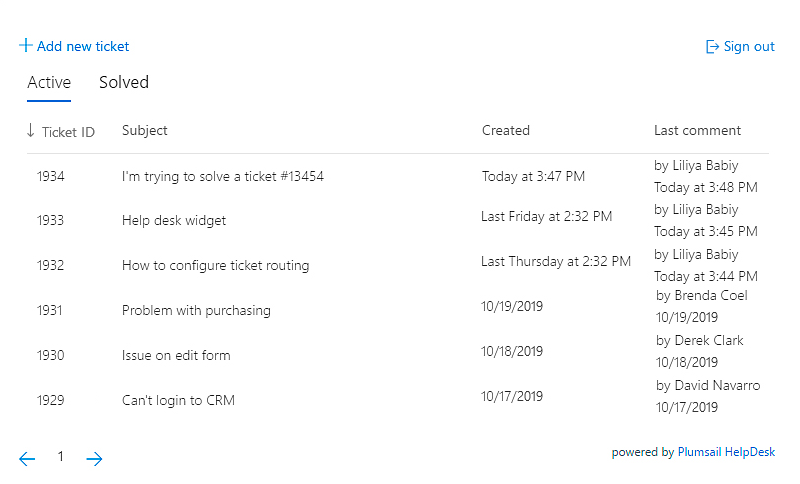 Add new ticket
Sign out
Active Solved
Ticket ID Subject Created Last comment
1934 I'm trying to solve a ticket #13454 Today at 3:47 PM by Liliya Babiy
Today at 3:48 PM
1933 Help desk widget Last Friday at 2:32 PM by Liliya Babiy
Today at 3:45 PM
1932 How to configure ticket routing Last Thursday at 2:32 PM by Liliya Babiy
Today at 3:44 PM
1931 Problem with purchasing 10/19/2019 by Brenda Coel
10/19/2019
1930 Issue on edit form 10/18/2019 by Derek Clark
10/18/2019
1929 Can't login to CRM 10/17/2019 by David Navarro
10/17/2019
1
powered by Plumsail HelpDesk